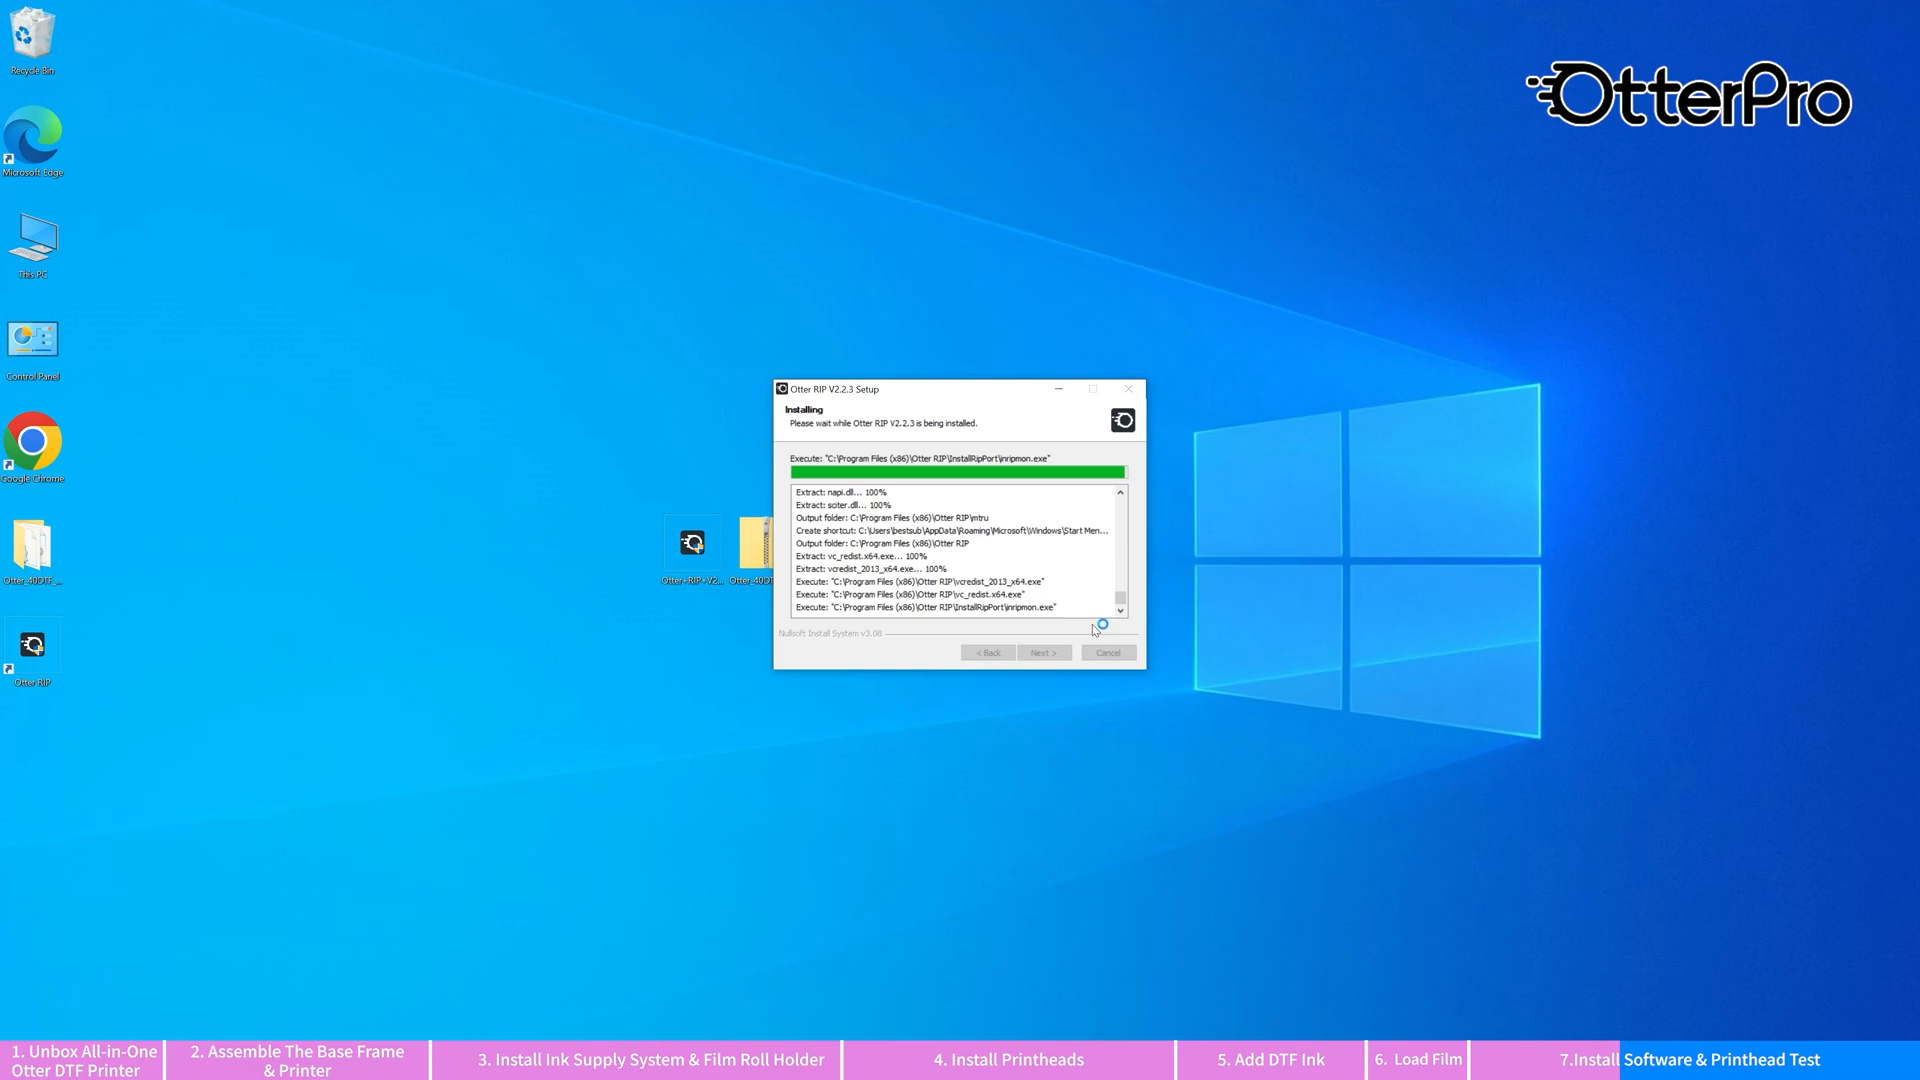 Recycle Bin
Microsoft Edge
This PC
Control Panel
Google Chrome
Otter_40DTF_...
Otter RIP
OtterPro
Otter+RIP+V2...
Otter_40DT
Otter RIP V2.2.3 Setup
Installing
Please wait while Otter RIP V2.2.3 is being installed.
Execute: "C:\Program Files (x86)\Otter RIP\InstallRipPort\inripmon.exe"
Extract: napi.dll... 100%
Extract: sciter.dll... 100%
Output folder: C:\Program Files (x86)\Otter RIP\mtru
Create shortcut: C:\Users\bestsub\AppData\Roaming\Microsoft\Windows\Start Men...
Output folder: C:\Program Files (x86)\Otter RIP
Extract: vc_redist.x64.exe... 100%
Extract: vcredist_2013_x64.exe... 100%
Execute: "C:\Program Files (x86)\Otter RIP\vcredist_2013_x64.exe"
Execute: "C:\Program Files (x86)\Otter RIP\vc_redist.x64.exe"
Execute: "C:\Program Files (x86)\Otter RIP\InstallRipPort\inripmon.exe"
Nullsoft Install System v3.08
< Back
Next >
Cancel
1. Unbox All-in-One
Otter DTF Printer
2. Assemble The Base Frame
& Printer
3. Install Ink Supply System & Film Roll Holder
4. Install Printheads
5. Add DTF Ink
6. Load Film
7.Install Software & Printhead Test